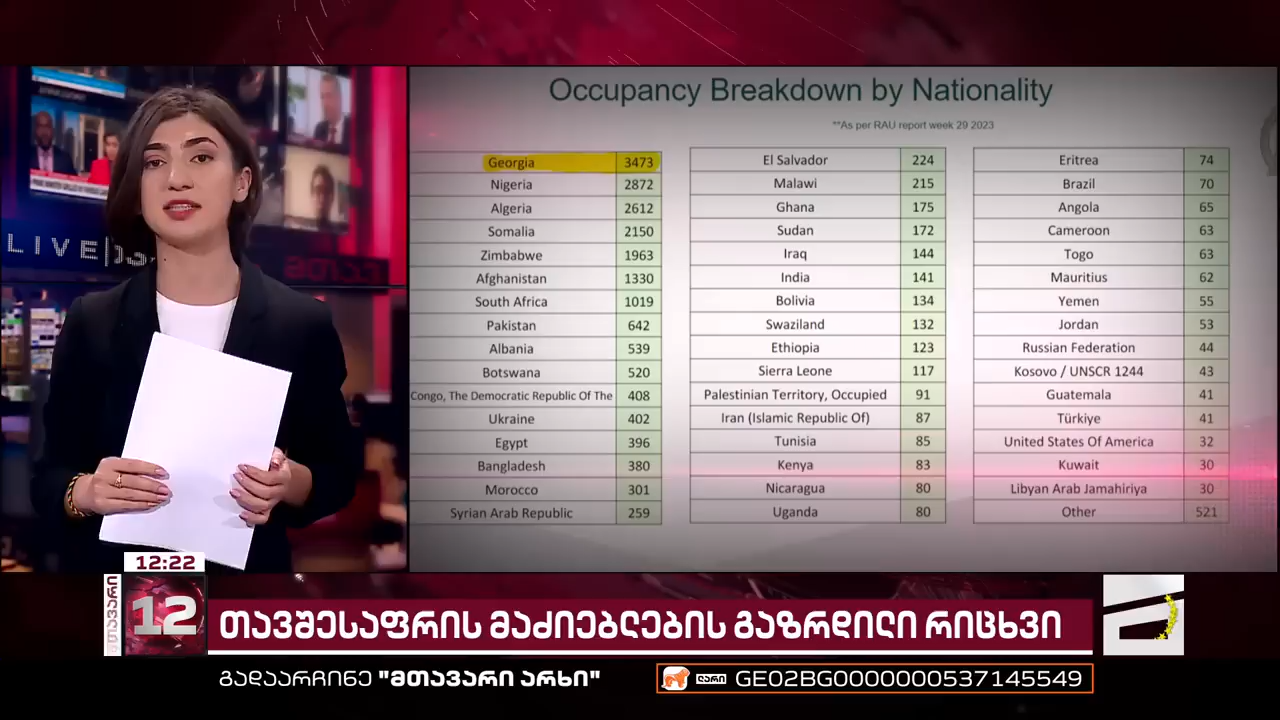 Occupancy Breakdown by Nationality
**As per RAU report week 29 2023
Georgia 3473
Nigeria 2872
Algeria 2612
Somalia 2150
Zimbabwe 1963
Afghanistan 1330
South Africa 1019
Pakistan 642
Albania 539
Botswana 520
Congo, The Democratic Republic Of The 408
Ukraine 402
Egypt 396
Bangladesh 380
Morocco 301
Syrian Arab Republic 259
El Salvador 224
Malawi 215
Ghana 175
Sudan 172
Iraq 144
India 141
Bolivia 134
Swaziland 132
Ethiopia 123
Sierra Leone 117
Palestinian Territory, Occupied 91
Iran (Islamic Republic Of) 87
Tunisia 85
Kenya 83
Nicaragua 80
Uganda 80
Eritrea 74
Brazil 70
Angola 65
Cameroon 63
Togo 63
Mauritius 62
Yemen 55
Jordan 53
Russian Federation 44
Kosovo / UNSCR 1244 43
Guatemala 41
Türkiye 41
United States Of America 32
Kuwait 30
Libyan Arab Jamahiriya 30
Other 521
LIVE
12:22
მთავარი
12
თავშესაფრის მაძიებლების გაზრდილი რიცხვი
გადაარჩინე "მთავარი არხი"
ლარი GE02BG0000000537145549